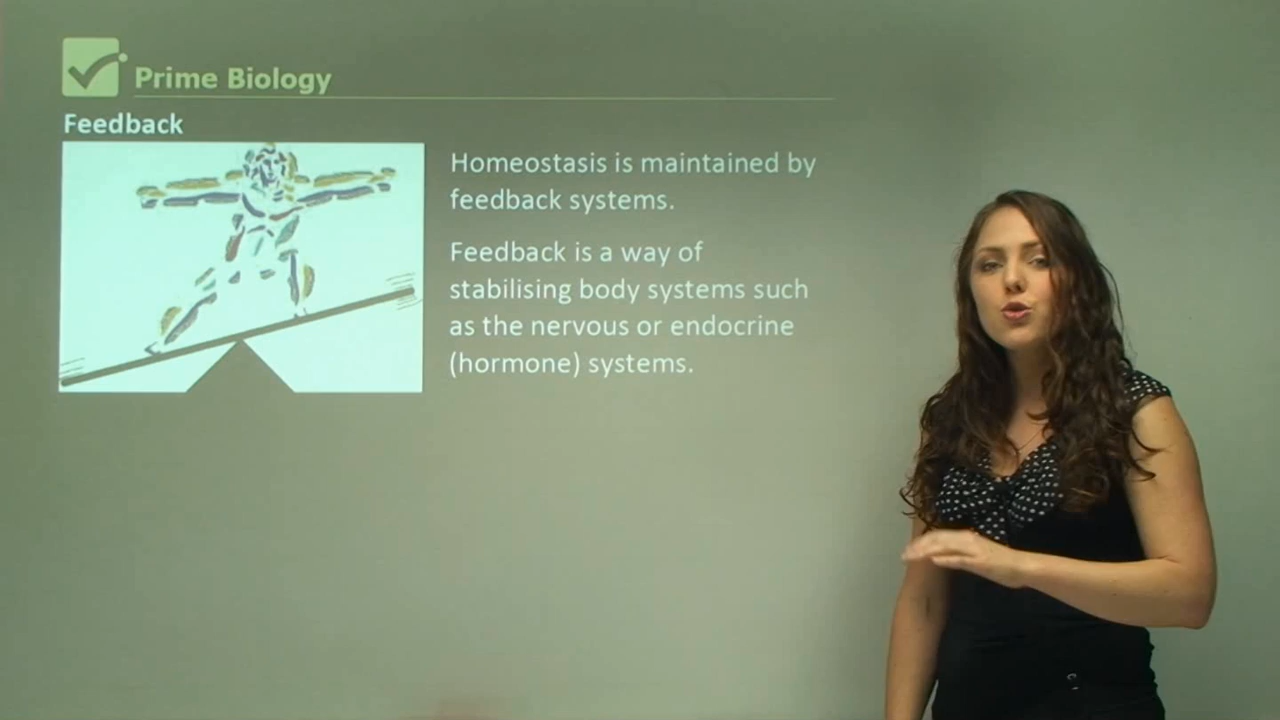 Prime Biology
Feedback
Homeostasis is maintained by
feedback systems.
Feedback is a way of
stabilising body systems such
as the nervous or endocrine
(hormone) systems.